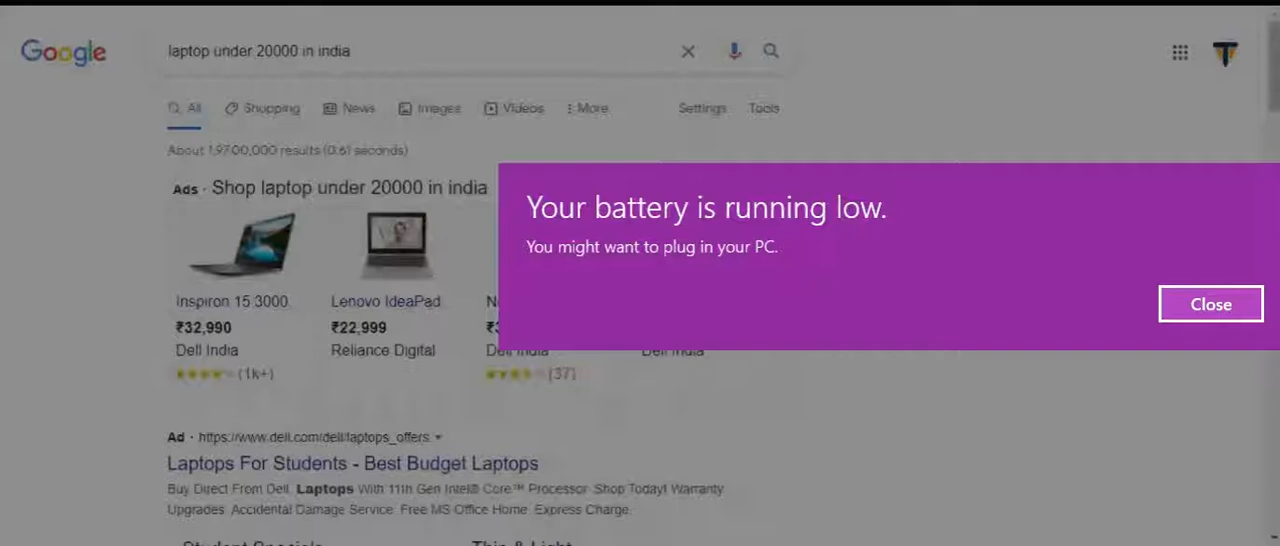 Google
laptop under 20000 in india
All Shopping News Images Videos More Settings Tools
About 1,97,00,000 results (0.61 seconds)
Ads · Shop laptop under 20000 in india
Your battery is running low.
You might want to plug in your PC.
Close
Inspiron 15 3000
₹32,990
Dell India
(1k+)
Lenovo IdeaPad
₹22,999
Reliance Digital
Dell India
(37)
Dell India
Ad · https://www.dell.com/dell/laptops_offers
Laptops For Students - Best Budget Laptops
Buy Direct From Dell. Laptops With 11th Gen Intel® Core™ Processor. Shop Today! Warranty
Upgrades. Accidental Damage Service. Free MS Office Home. Express Charge.
Student Specials Thin & Light